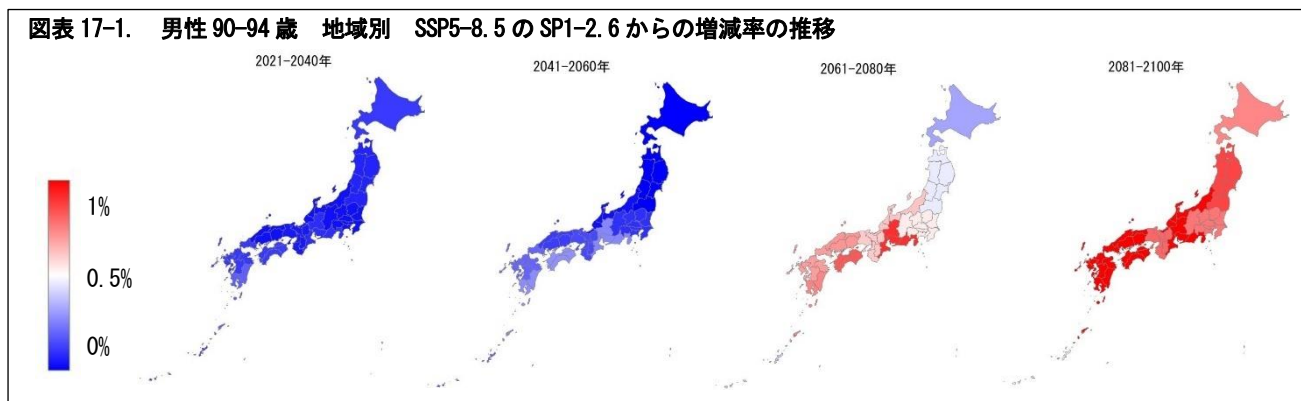 図表 17-1. 男性 90-94 歳 地域別 SSP5-8.5 の SP1-2.6 からの増減率の推移
2021-2040年
2041-2060年
2061-2080年
2081-2100年
1%
0.5%
0%